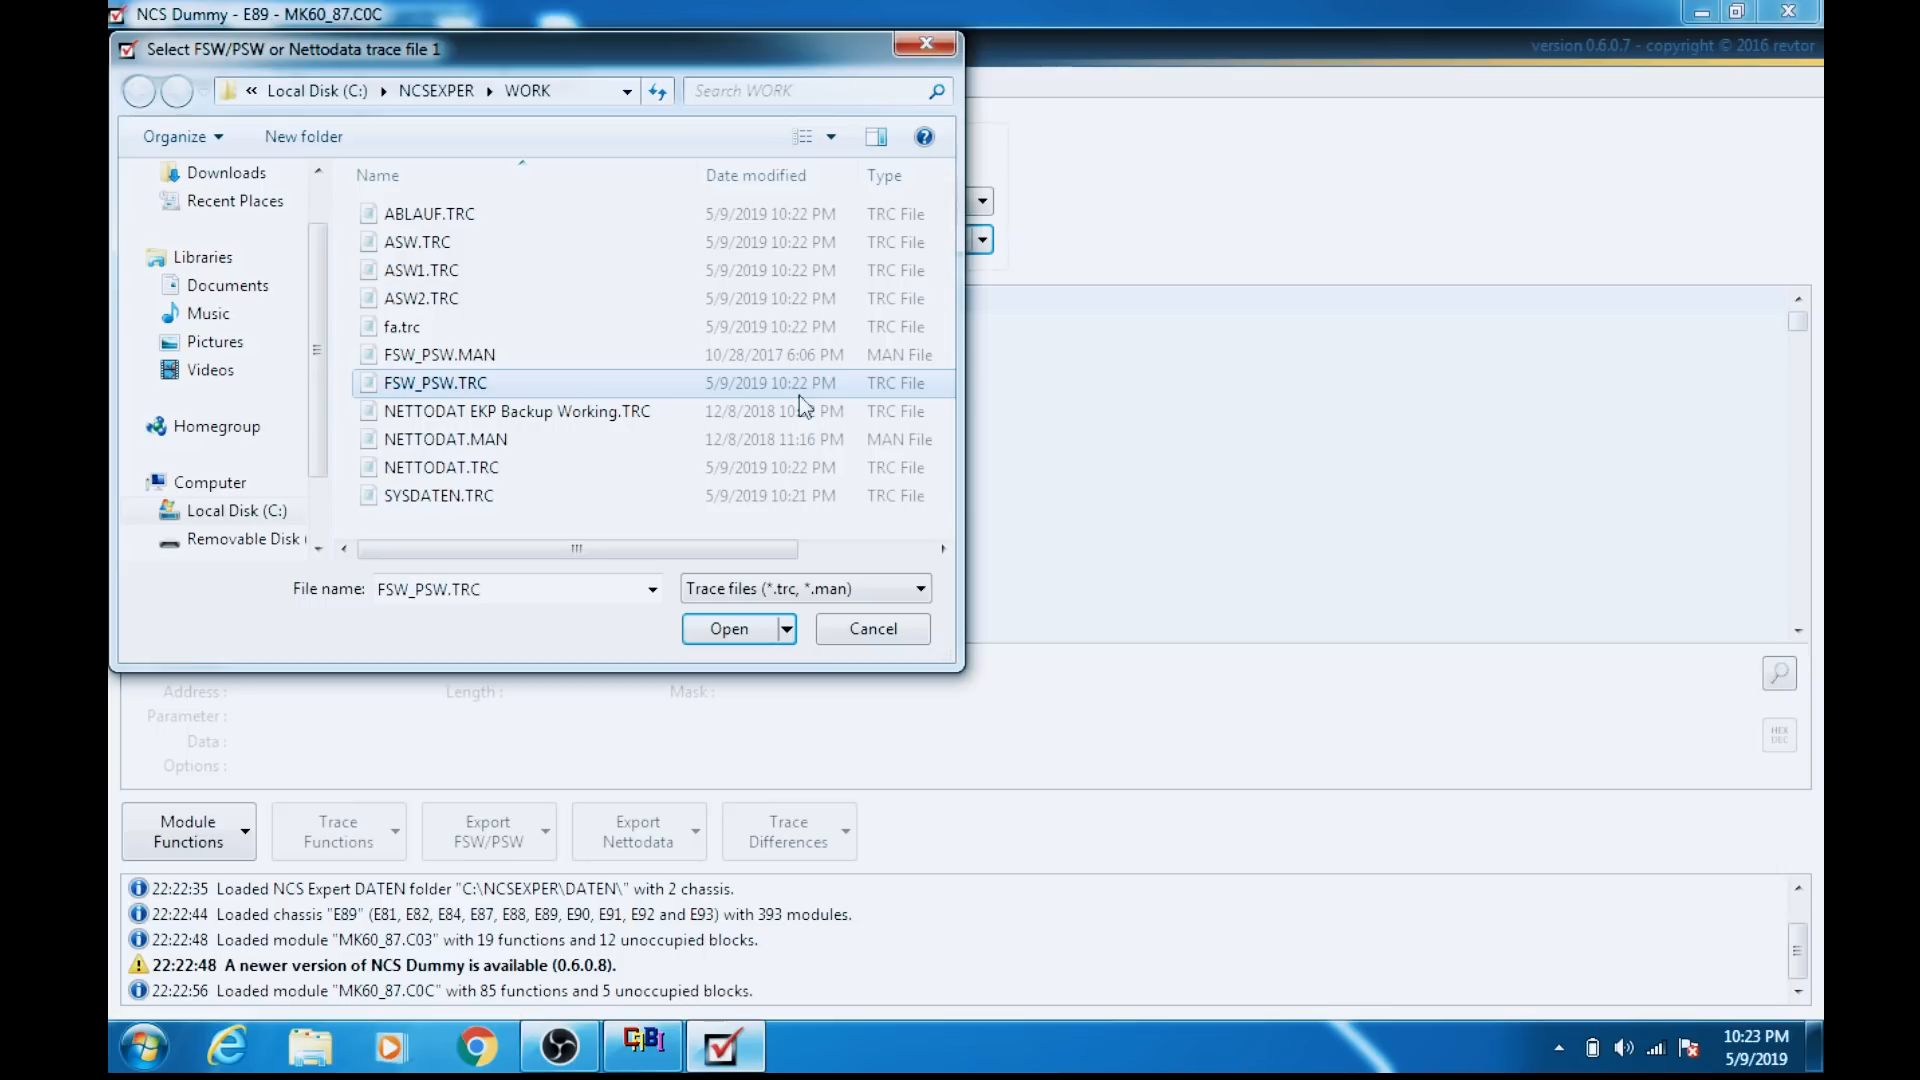 NCS Dummy - E89 - MK60_87.C0C
Select FSW/PSW or Nettodata trace file 1
version 0.6.0.7 - copyright © 2016 revtor
« Local Disk (C:) ▸ NCSEXPER ▸ WORK
Search WORK
Organize
New folder
Downloads
Recent Places
Libraries
Documents
Music
Pictures
Videos
Homegroup
Computer
Local Disk (C:)
Removable Disk (
Name Date modified Type
ABLAUF.TRC 5/9/2019 10:22 PM TRC File
ASW.TRC 5/9/2019 10:22 PM TRC File
ASW1.TRC 5/9/2019 10:22 PM TRC File
ASW2.TRC 5/9/2019 10:22 PM TRC File
fa.trc 5/9/2019 10:22 PM TRC File
FSW_PSW.MAN 10/28/2017 6:06 PM MAN File
FSW_PSW.TRC 5/9/2019 10:22 PM TRC File
NETTODAT EKP Backup Working.TRC 12/8/2018 PM TRC File
NETTODAT.MAN 12/8/2018 11:16 PM MAN File
NETTODAT.TRC 5/9/2019 10:22 PM TRC File
SYSDATEN.TRC 5/9/2019 10:21 PM TRC File
File name: FSW_PSW.TRC
Trace files (*.trc, *.man)
Open
Cancel
Address : Length : Mask :
Parameter :
Data :
Options :
HEX
DEC
Module
Functions
Trace
Functions
Export
FSW/PSW
Export
Nettodata
Trace
Differences
22:22:35 Loaded NCS Expert DATEN folder "C:\NCSEXPER\DATEN\" with 2 chassis.
22:22:44 Loaded chassis "E89" (E81, E82, E84, E87, E88, E89, E90, E91, E92 and E93) with 393 modules.
22:22:48 Loaded module "MK60_87.C03" with 19 functions and 12 unoccupied blocks.
22:22:48 A newer version of NCS Dummy is available (0.6.0.8).
22:22:56 Loaded module "MK60_87.C0C" with 85 functions and 5 unoccupied blocks.
10:23 PM
5/9/2019